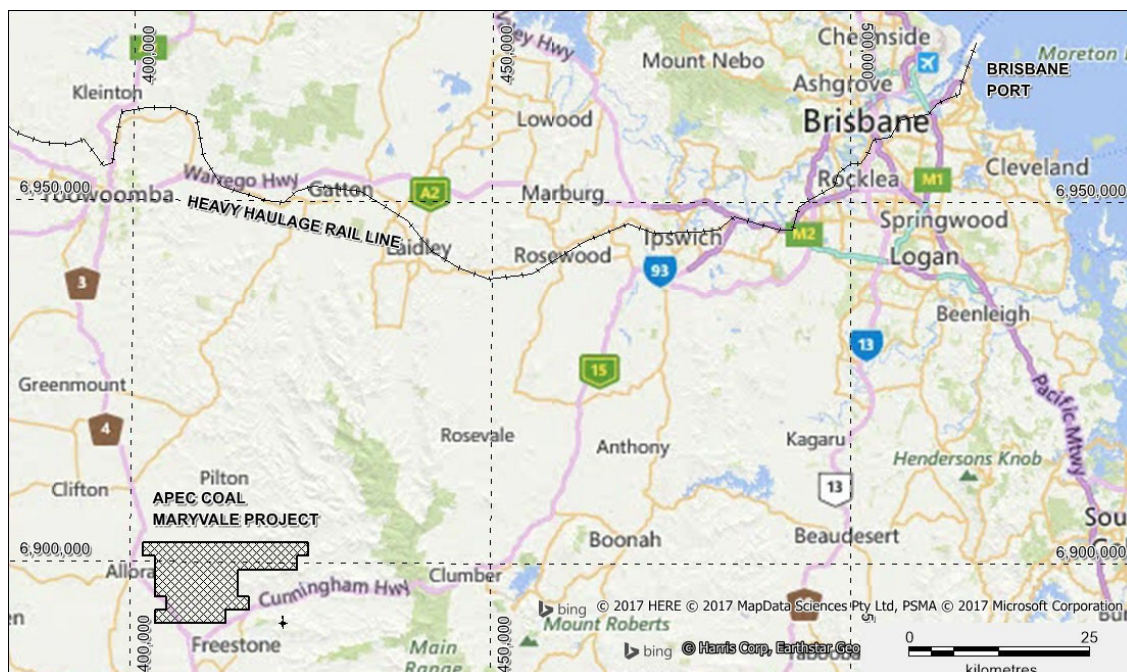 400,000
450,000
500,000
Chermside
Mount Nebo
Ashgrove
BRISBANE
PORT
Kleinton
Lowood
Brisbane
Cleveland
Warrego Hwy
6,950,000
Toowoomba
Gatton
A2
Marburg
Rocklea
M1
6,950,000
HEAVY HAULAGE RAIL LINE
Springwood
Laidley
Rosewood
Ipswich
M2
Logan
3
93
Beenleigh
13
15
Greenmount
Pacific Mtwy
4
Rosevale
Anthony
Kagaru
Hendersons Knob
Pilton
Clifton
13
APEC COAL
MARYVALE PROJECT
Boonah
Beaudesert
6,900,000
6,900,000
Allora
Clumber
Cunningham Hwy
bing © 2017 HERE © 2017 MapData Sciences Pty Ltd, PSMA © 2017 Microsoft Corporation
Freestone
Mount Roberts
Main
Range
bing © Harris Corp, Earthstar Geo
0 25
kilometres
400,000
450,000